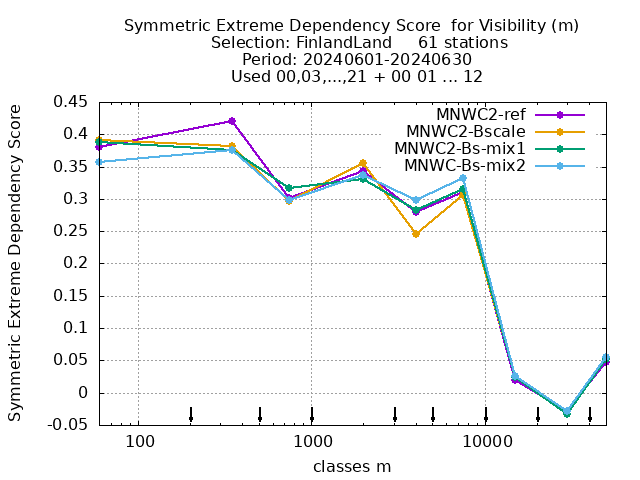 Symmetric Extreme Dependency Score  for Visibility (m)
Selection: FinlandLand     61 stations
Period: 20240601-20240630
Used 00,03,...,21 + 00 01 ... 12
MNWC2-ref
MNWC2-Bscale
MNWC2-Bs-mix1
MNWC-Bs-mix2
Symmetric Extreme Dependency Score
0.45
0.4
0.35
0.3
0.25
0.2
0.15
0.1
0.05
0
-0.05
100 1000 10000
classes m